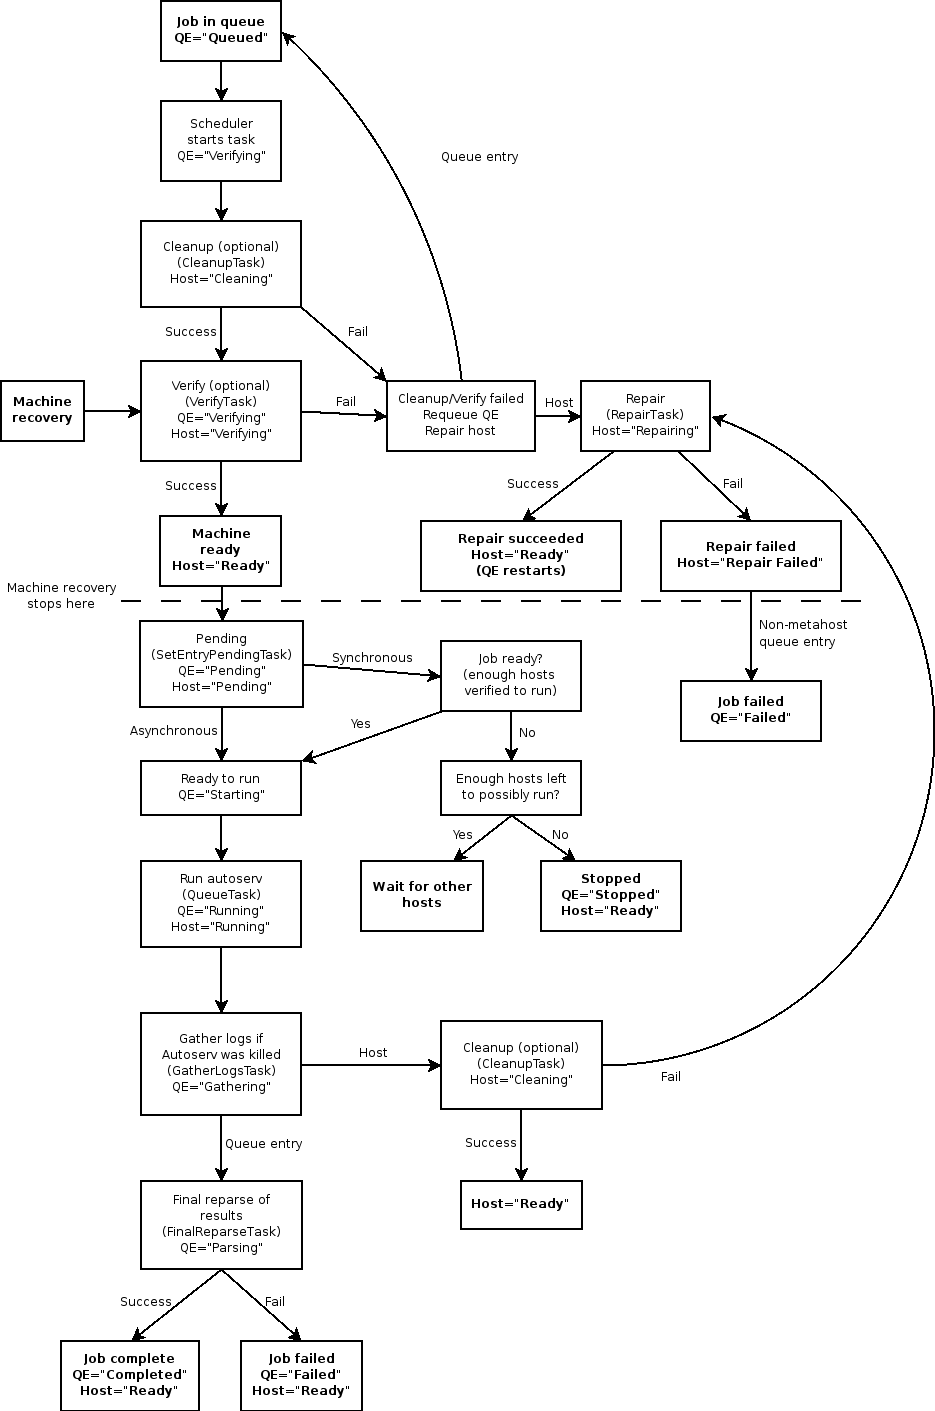 Job in queue
QE="Queued"
Scheduler
starts task
QE="Verifying"
Queue entry
Cleanup (optional)
(CleanupTask)
Host="Cleaning"
Success
Fail
Machine
recovery
Verify (optional)
(VerifyTask)
QE="Verifying"
Host="Verifying"
Fail
Cleanup/Verify failed
Requeue QE
Repair host
Host
Repair
(RepairTask)
Host="Repairing"
Success
Success
Fail
Machine
ready
Host="Ready"
Repair succeeded
Host="Ready"
(QE restarts)
Repair failed
Host="Repair Failed"
Machine recovery
stops here
Non-metahost
queue entry
Pending
(SetEntryPendingTask)
QE="Pending"
Host="Pending"
Synchronous
Job ready?
(enough hosts
verified to run)
Job failed
QE="Failed"
Asynchronous
Yes
No
Ready to run
QE="Starting"
Enough hosts left
to possibly run?
Yes
No
Run autoserv
(QueueTask)
QE="Running"
Host="Running"
Wait for other
hosts
Stopped
QE="Stopped"
Host="Ready"
Gather logs if
Autoserv was killed
(GatherLogsTask)
QE="Gathering"
Host
Cleanup (optional)
(CleanupTask)
Host="Cleaning"
Fail
Queue entry
Success
Final reparse of
results
(FinalReparseTask)
QE="Parsing"
Host="Ready"
Success
Fail
Job complete
QE="Completed"
Host="Ready"
Job failed
QE="Failed"
Host="Ready"